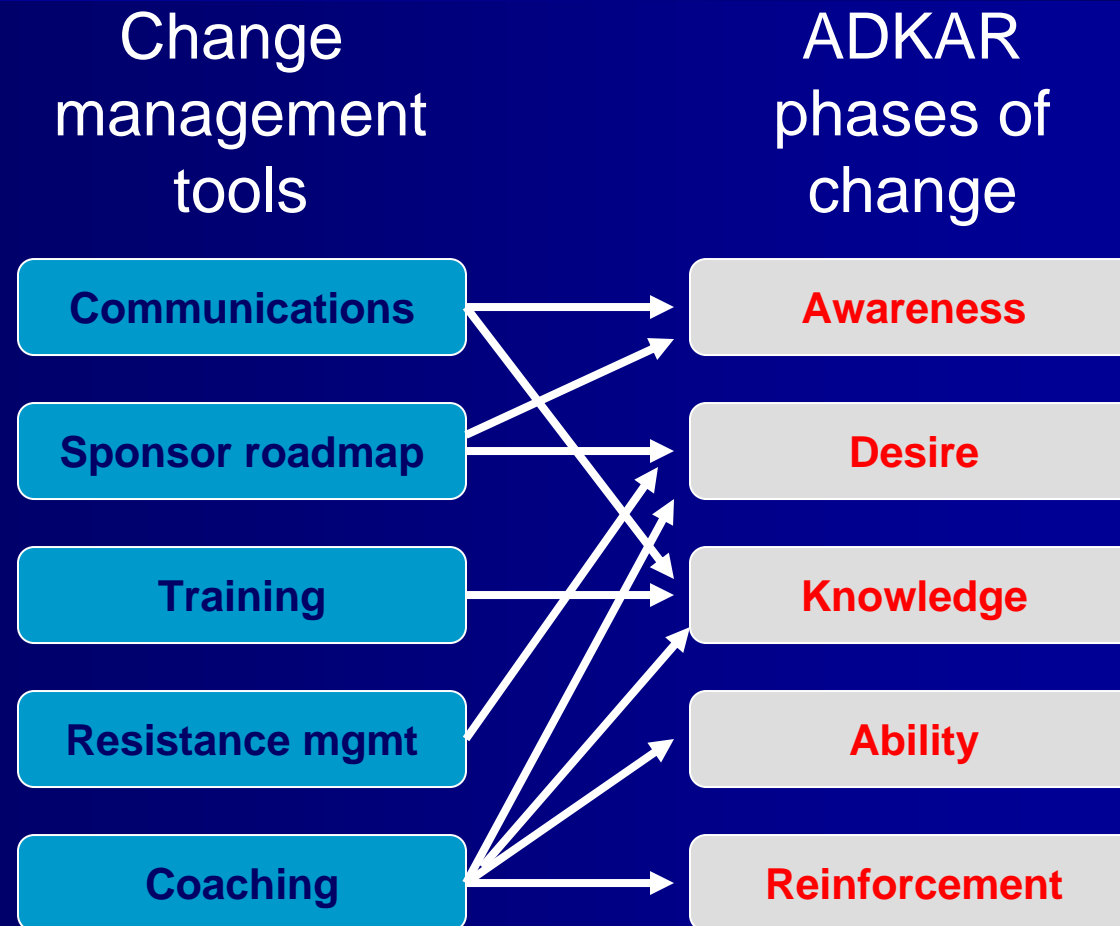 Change
management
tools
ADKAR
phases of
change
Communications
Awareness
Sponsor roadmap
Desire
Training
Knowledge
Resistance mgmt
Ability
Coaching
Reinforcement